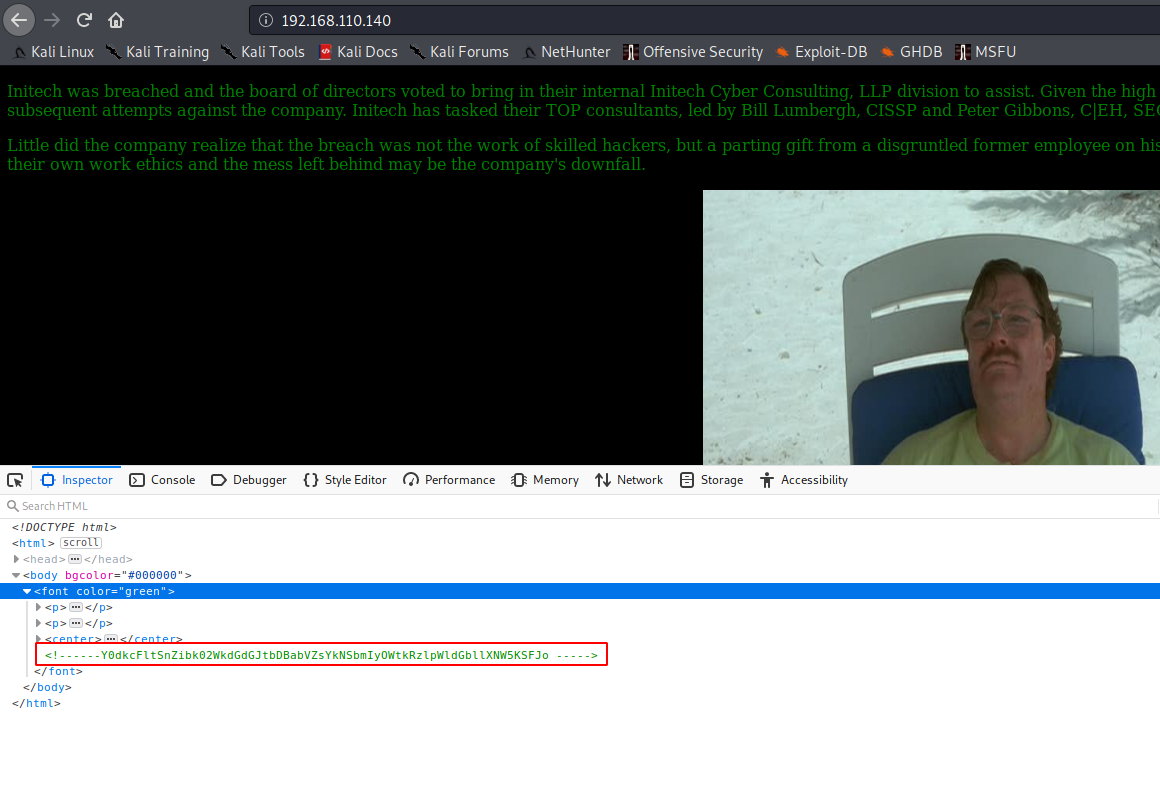 192.168.110.140
Kali Linux Kali Training Kali Tools Kali Docs Kali Forums NetHunter Offensive Security Exploit-DB GHDB MSFU
Initech was breached and the board of directors voted to bring in their internal Initech Cyber Consulting, LLP division to assist. Given the high
subsequent attempts against the company. Initech has tasked their TOP consultants, led by Bill Lumbergh, CISSP and Peter Gibbons, C|EH, SEC
Little did the company realize that the breach was not the work of skilled hackers, but a parting gift from a disgruntled former employee on his
their own work ethics and the mess left behind may be the company's downfall.
Inspector Console Debugger Style Editor Performance Memory Network Storage Accessibility
Search HTML
<!DOCTYPE html>
<html> scroll
<head> ••• </head>
<body bgcolor="#000000">
<font color="green">
<p> ••• </p>
<p> ••• </p>
<center> ••• </center>
<!------Y0dkcFltSnZibk02WkdGdGJtbDBabVZsYkNSbmIyOWtkRzlpWldGbllXNW5KSFJo ----->
</font>
</body>
</html>